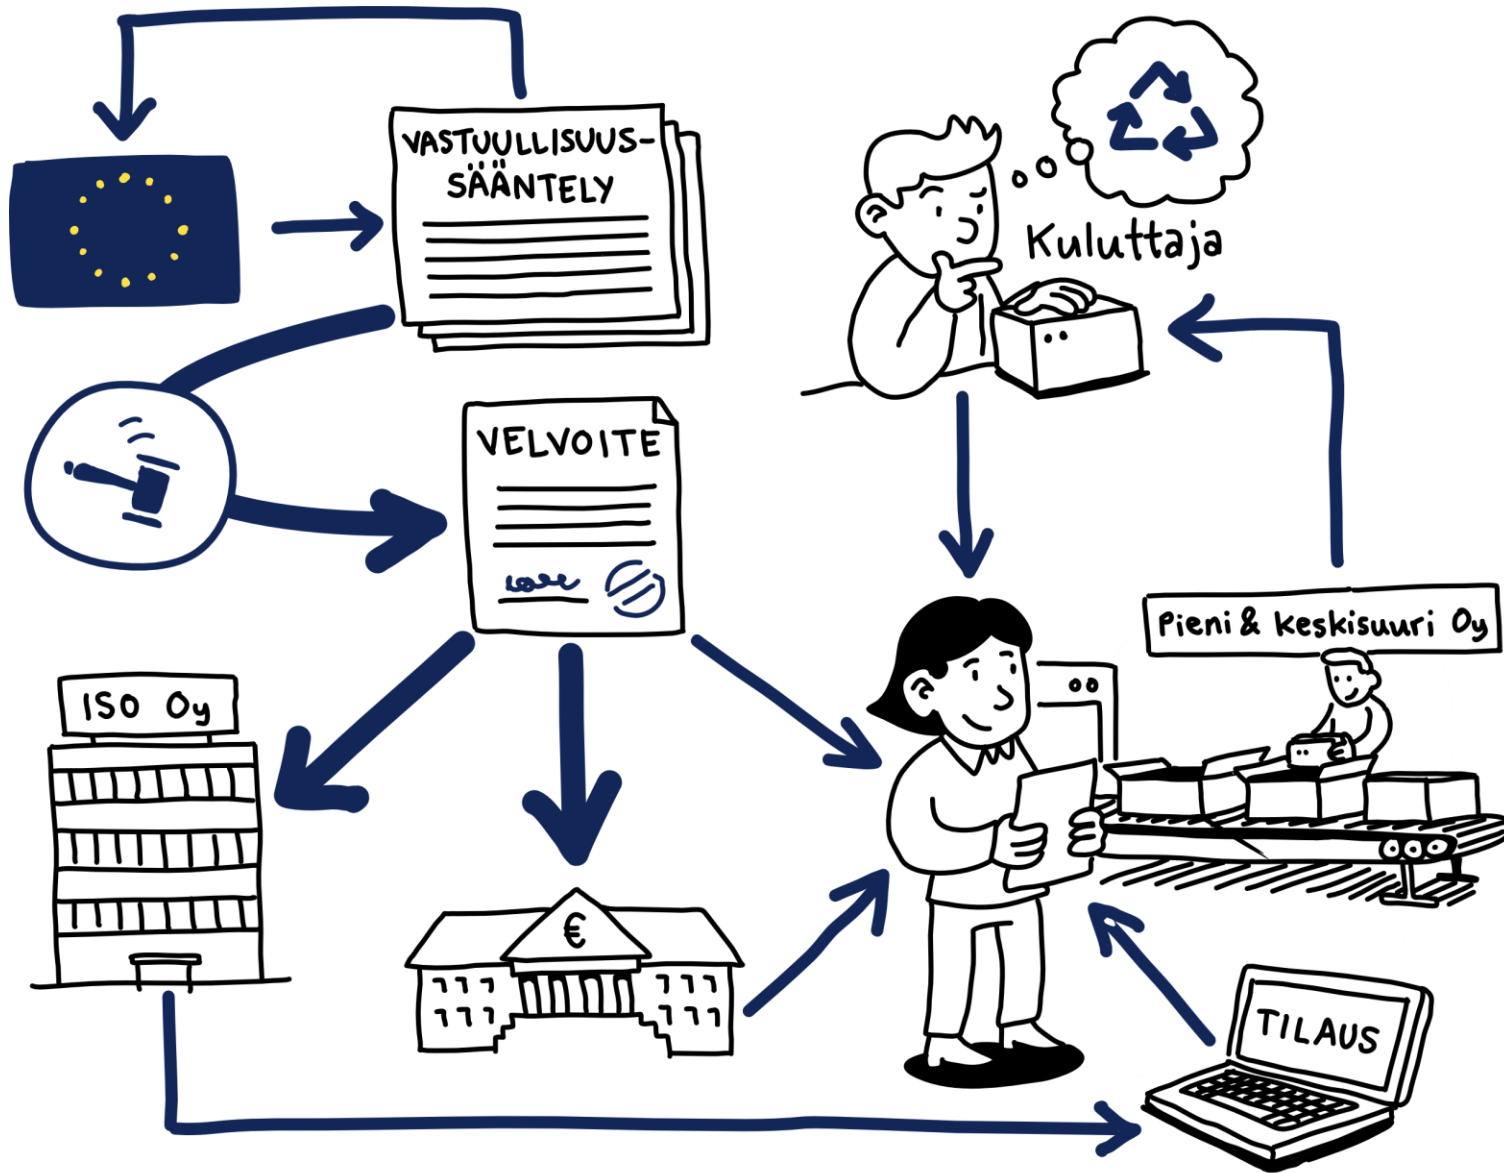 VASTUULLISUUS-
SÄÄNTELY
Kuluttaja
VELVOITE
Pieni & Keskisuuri Oy
ISO Oy
€
TILAUS